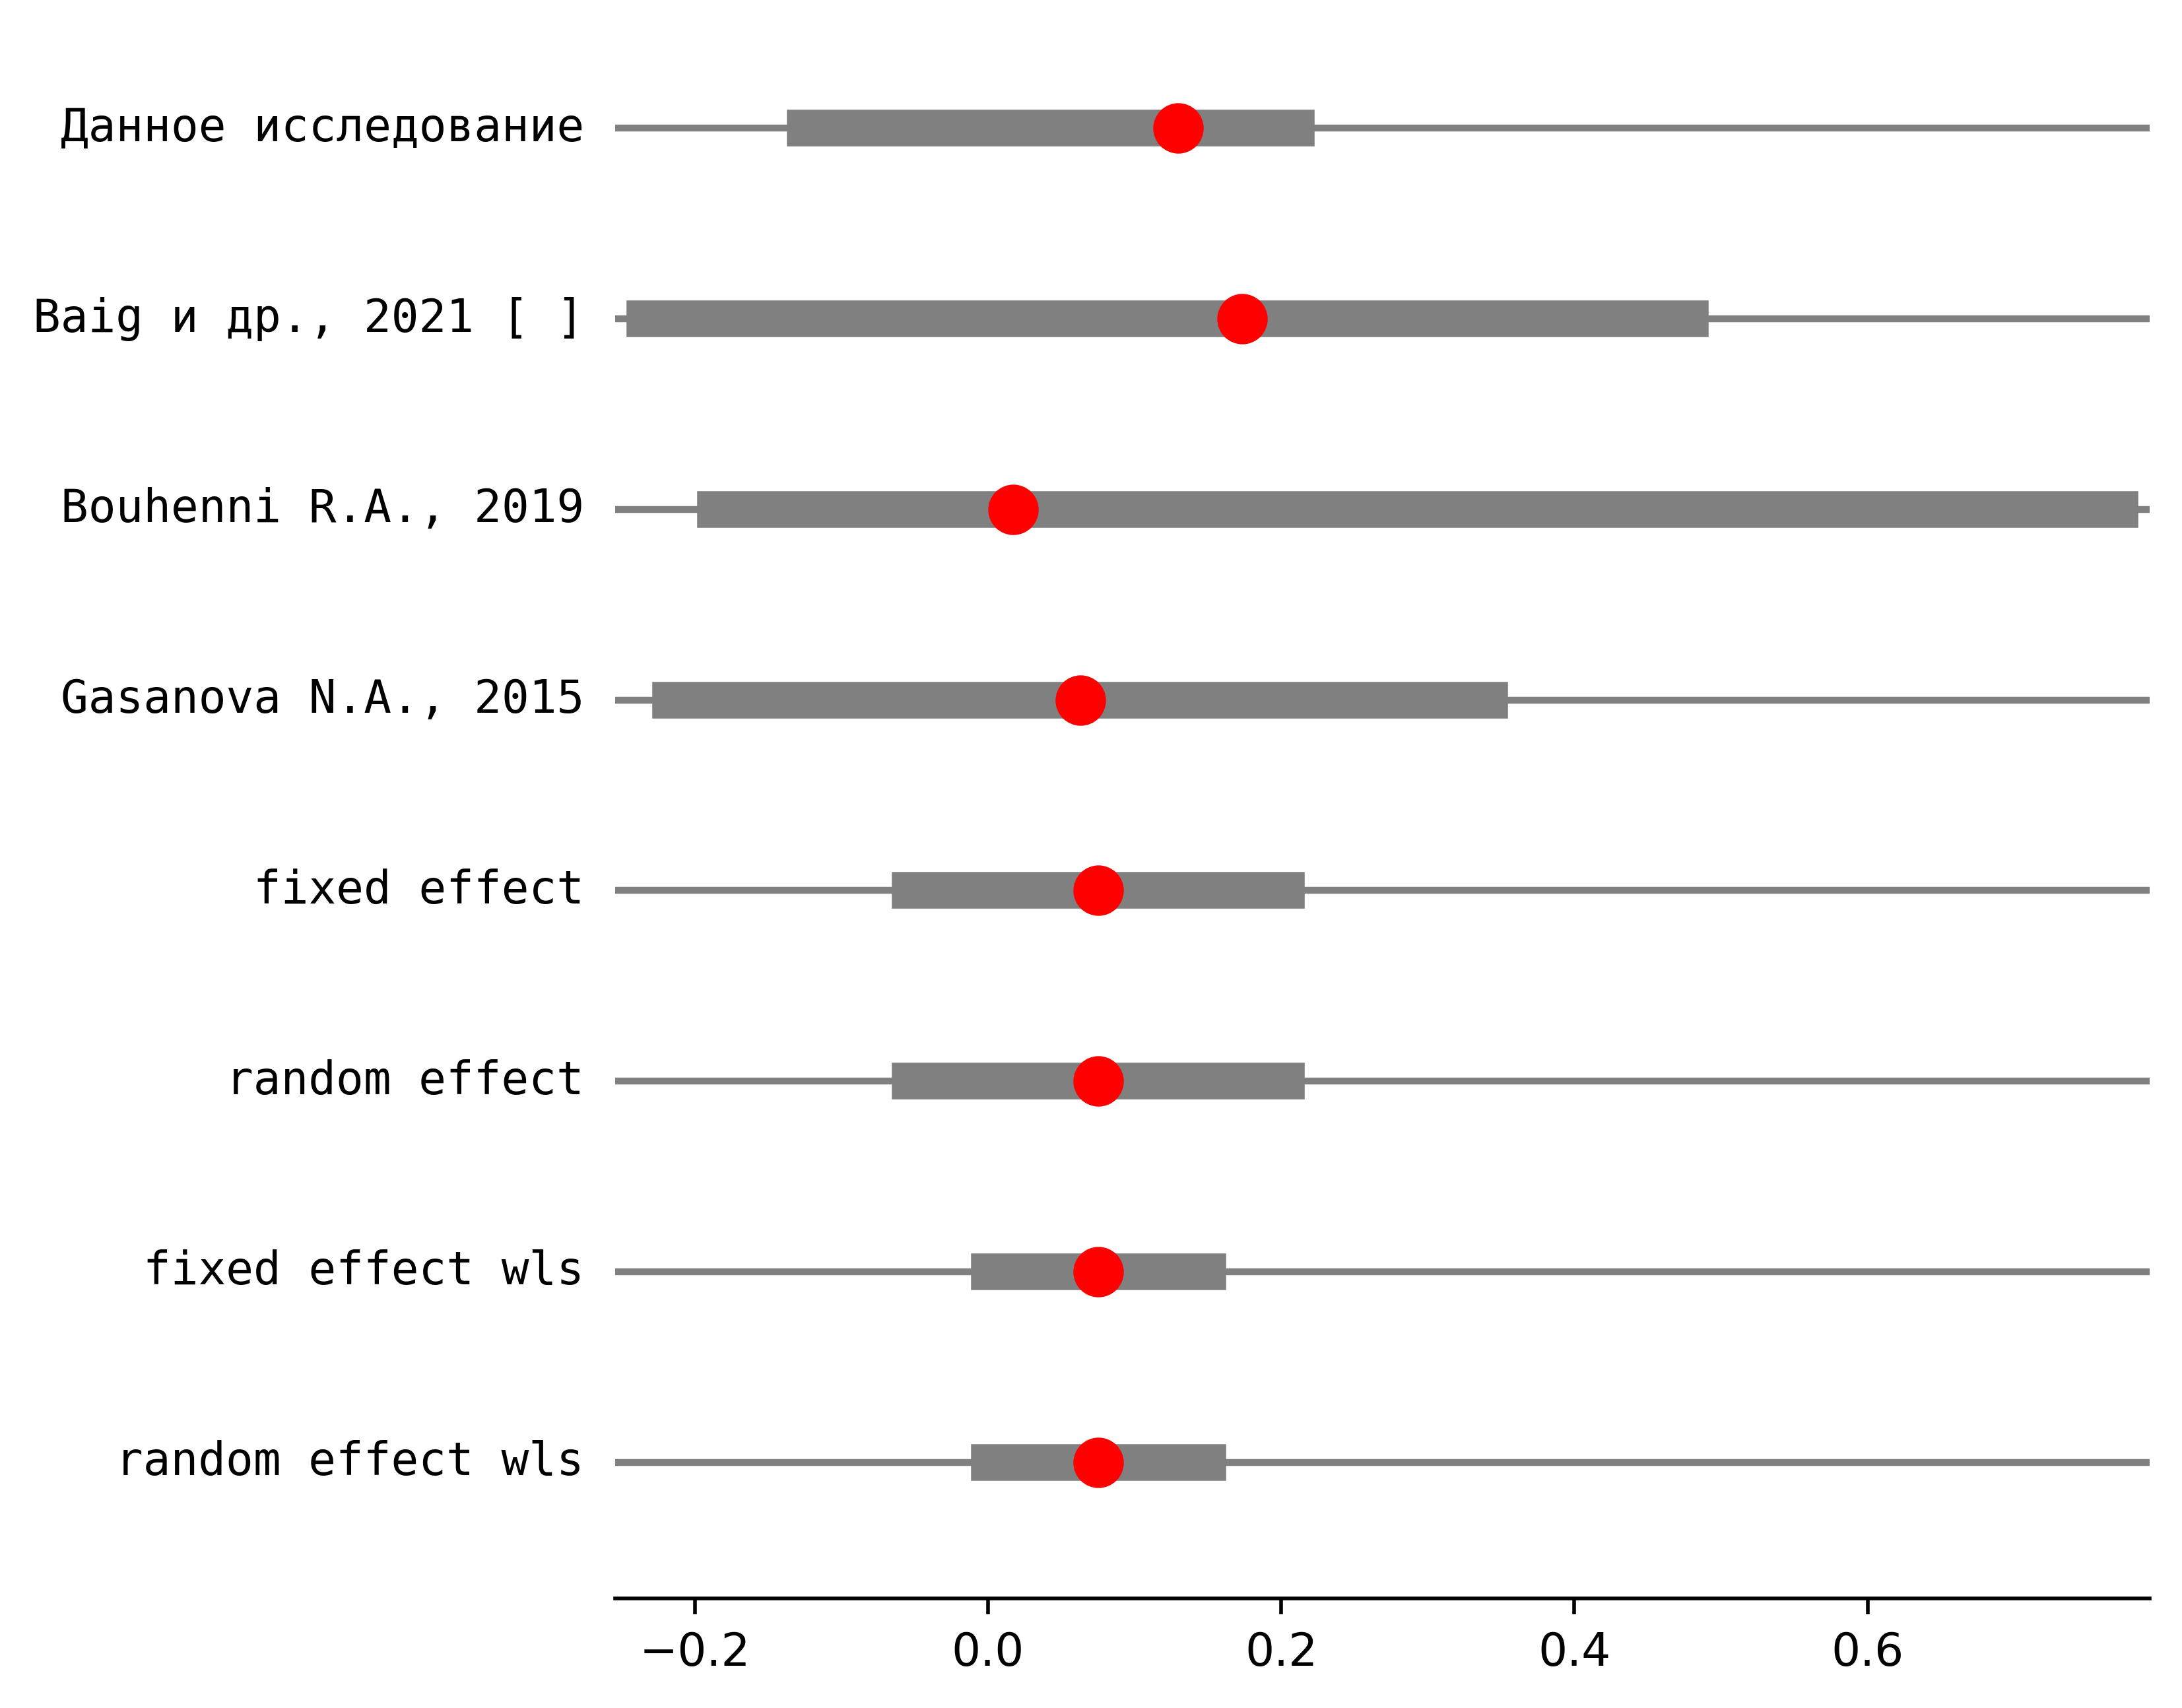 Данное исследование
Baig и др., 2021 [ ]
Bouhenni R.A., 2019
Gasanova N.A., 2015
fixed effect
random effect
fixed effect wls
random effect wls
−0.2 0.0 0.2 0.4 0.6